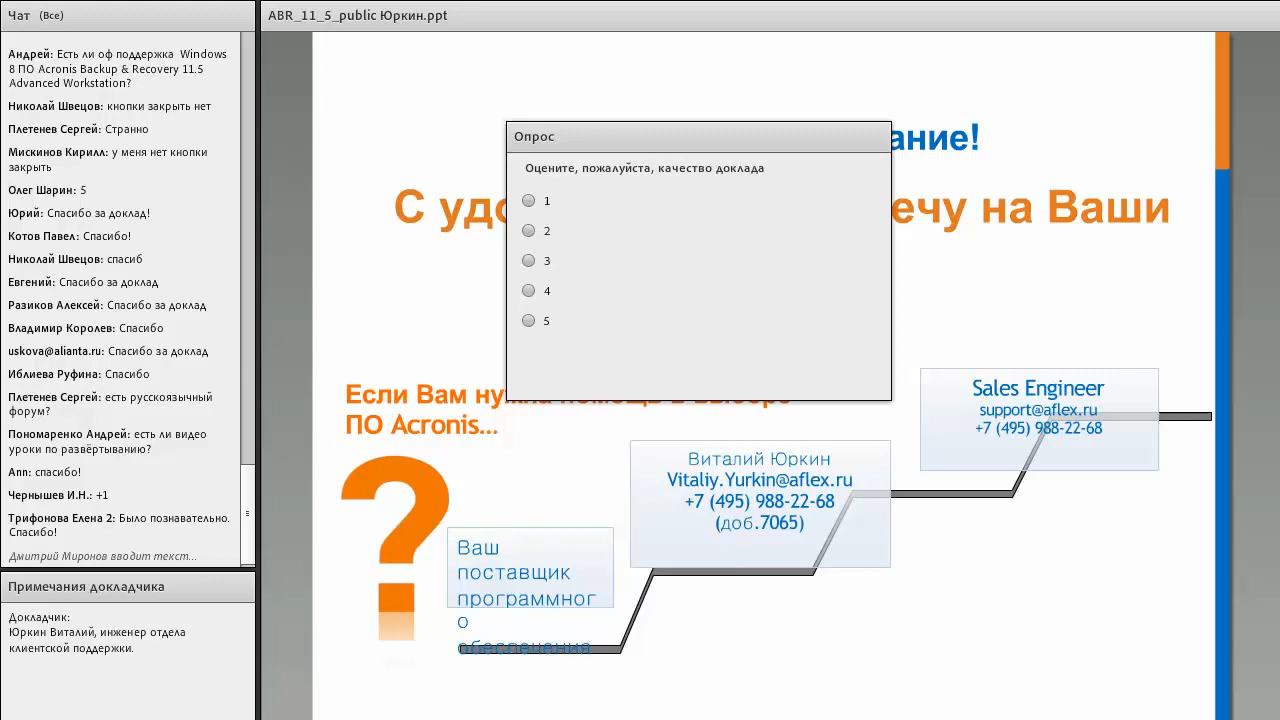 Чат (Все)
Андрей: Есть ли оф поддержка Windows
8 ПО Acronis Backup & Recovery 11.5
Advanced Workstation?
Николай Швецов: кнопки закрыть нет
Плетенев Сергей: Странно
Мискинов Кирилл: у меня нет кнопки
закрыть
Олег Шарин: 5
Юрий: Спасибо за доклад!
Котов Павел: Спасибо!
Николай Швецов: спасиб
Евгений: Спасибо за доклад
Разиков Алексей: Спасибо за доклад
Владимир Королев: Спасибо
uskova@alianta.ru: Спасибо за доклад
Иблиева Руфина: Спасибо
Плетенев Сергей: есть русскоязычный
форум?
Пономаренко Андрей: есть ли видео
уроки по развёртыванию?
Ann: спасибо!
Чернышев И.Н.: +1
Трифонова Елена 2: Было познавательно.
Спасибо!
Дмитрий Миронов вводит текст...
Примечания докладчика
Докладчик:
Юркин Виталий, инженер отдела
клиентской поддержки.
ABR_11_5_public Юркин.ppt
ание!
С удо
ечу на Ваши
Опрос
Оцените, пожалуйста, качество доклада
1
2
3
4
5
Если Вам нужна помощь в выборе
ПО Acronis...
?
Ваш
поставщик
программног
о
обеспечения
Виталий Юркин
Vitaliy.Yurkin@aflex.ru
+7 (495) 988-22-68
(доб.7065)
Sales Engineer
support@aflex.ru
+7 (495) 988-22-68